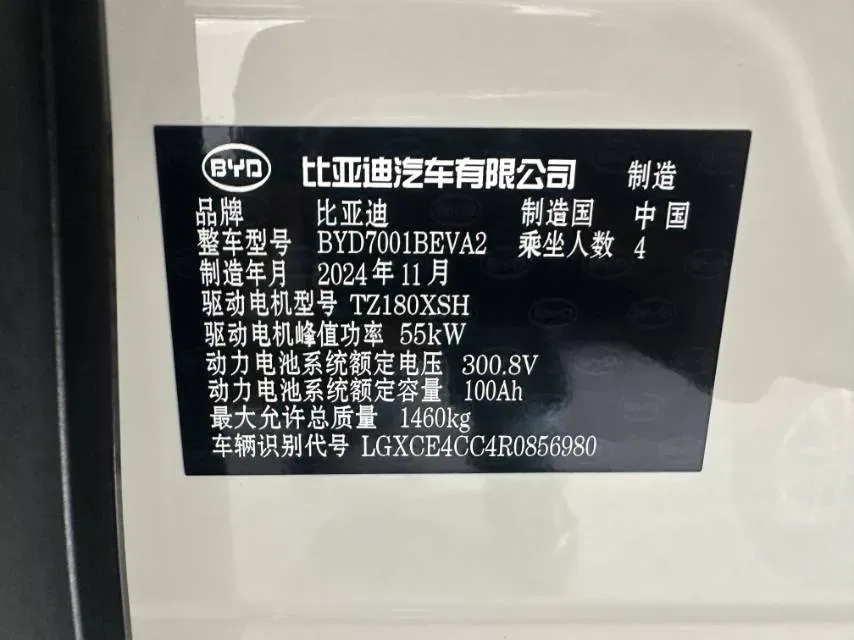 BYD 比亚迪汽车有限公司 制造
品牌 比亚迪 制造国 中国
整车型号 BYD7001BEVA2 乘坐人数 4
制造年月 2024年11月
驱动电机型号 TZ180XSH
驱动电机峰值功率 55kW
动力电池系统额定电压 300.8V
动力电池系统额定容量 100Ah
最大允许总质量 1460kg
车辆识别代号 LGXCE4CC4R0856980